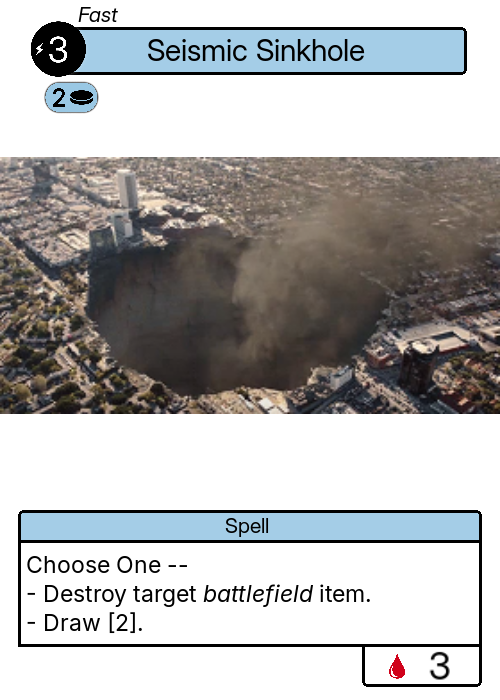 Fast
3
Seismic Sinkhole
2
Spell
Choose One --
- Destroy target battlefield item.
- Draw [2].
3